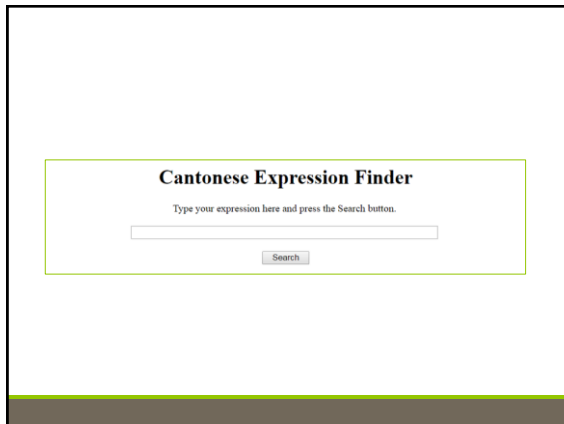 Cantonese Expression Finder
Type your expression here and press the Search button.
Search